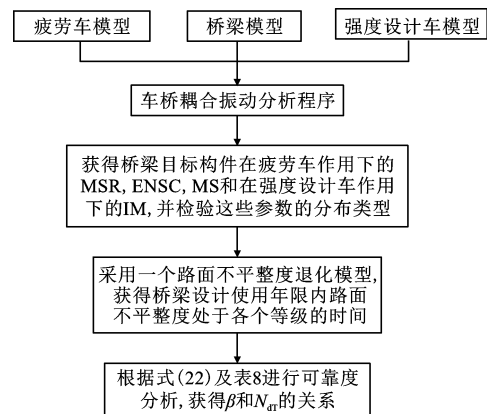 疲劳车模型
桥梁模型
强度设计车模型
车桥耦合振动分析程序
获得桥梁目标构件在疲劳车作用下的
MSR, ENSC, MS和在强度设计车作用
下的IM,并检验这些参数的分布类型
采用一个路面不平整度退化模型,
获得桥梁设计使用年限内路面
不平整度处于各个等级的时间
根据式(22)及表8进行可靠度
分析,获得β和NdT的关系